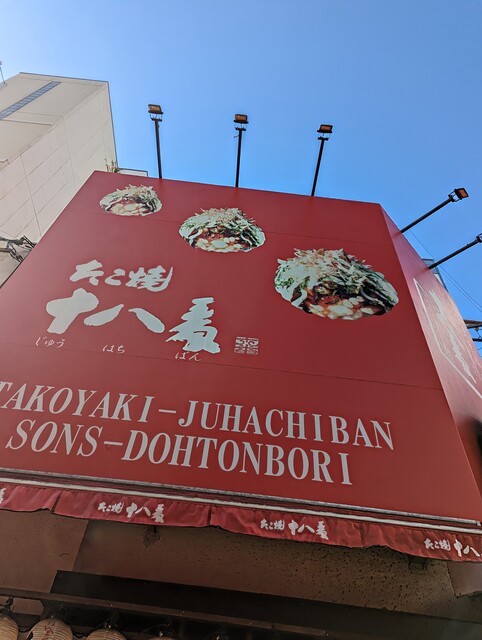 たこ焼
十八番
じゅう はち ばん
TAKOYAKI-JUHACHIBAN
SONS-DOHTONBORI
たこ焼 十八番
たこ焼 十八番
たこ焼 十八